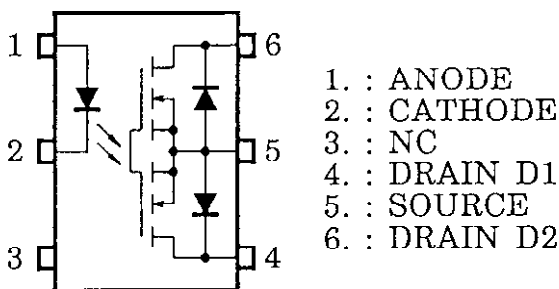 1
2
3
6
5
4
1. : ANODE
2. : CATHODE
3. : NC
4. : DRAIN D1
5. : SOURCE
6. : DRAIN D2